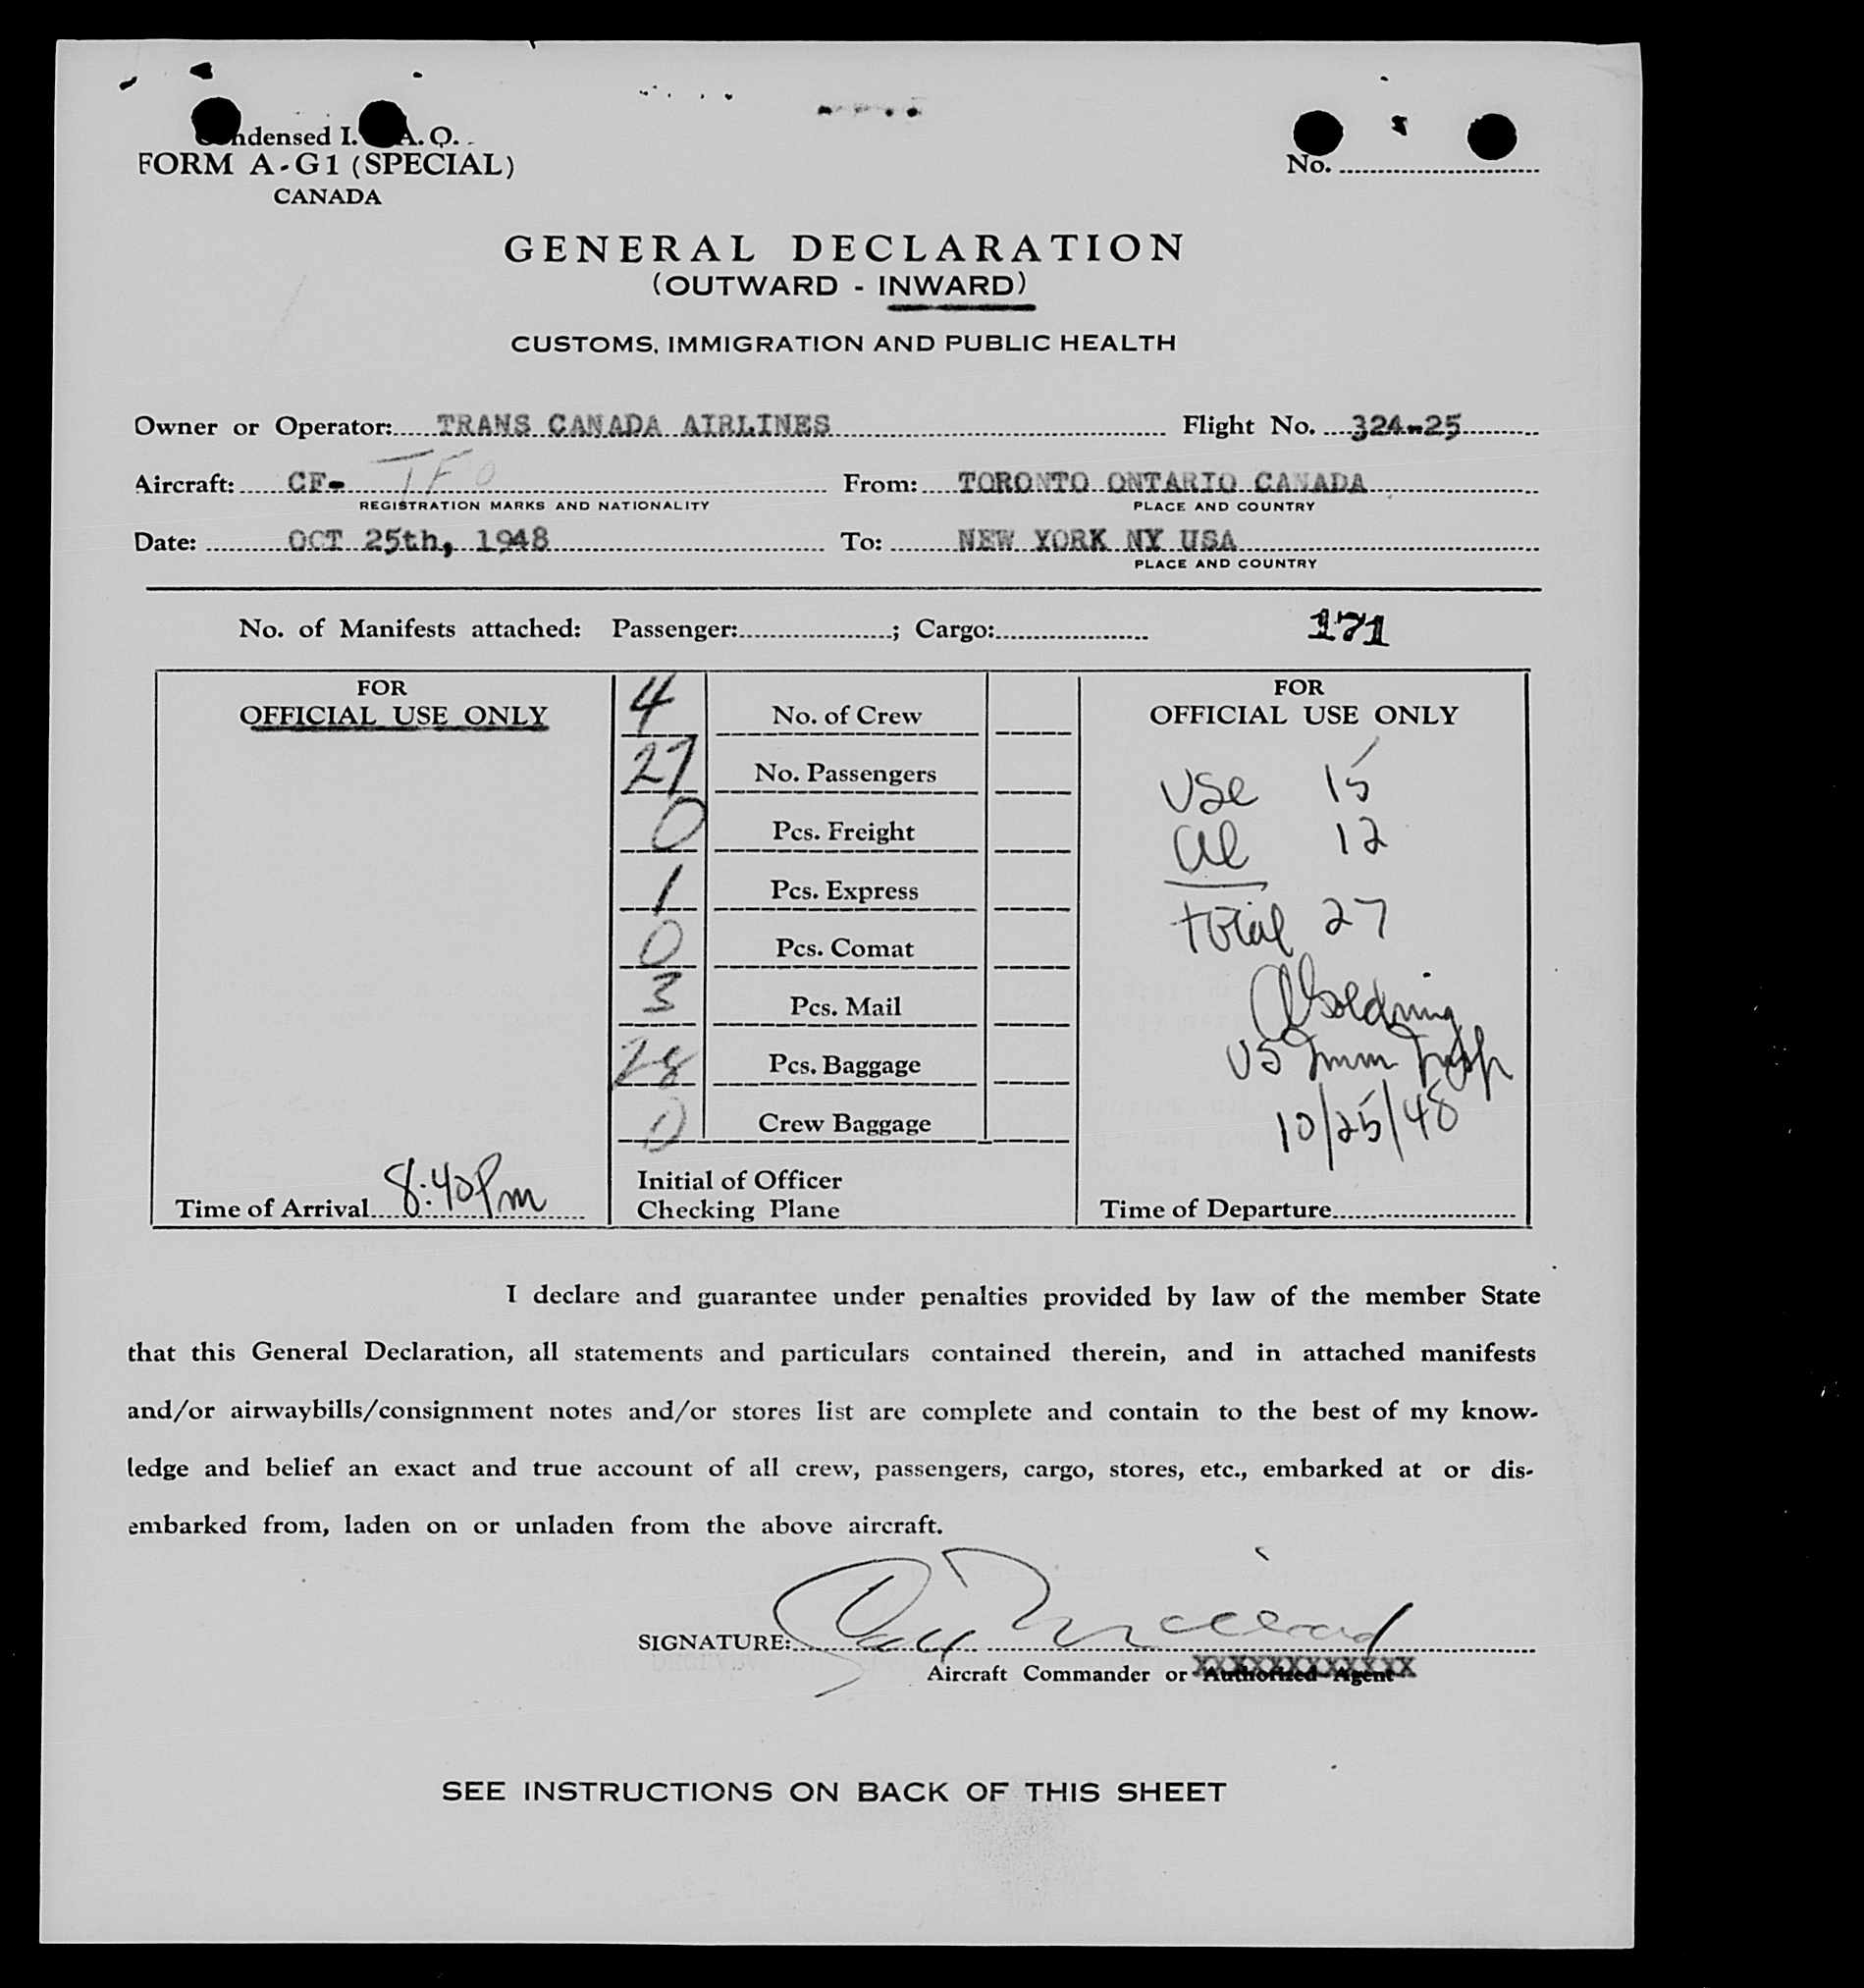 Condensed I.C.A.O.
FORM A-G1 (SPECIAL)
CANADA
No.
GENERAL DECLARATION
(OUTWARD - INWARD)
CUSTOMS, IMMIGRATION AND PUBLIC HEALTH
Owner or Operator: TRANS CANADA AIRLINES Flight No. 324-25
Aircraft: CF- TFO From: TORONTO ONTARIO CANADA
REGISTRATION MARKS AND NATIONALITY PLACE AND COUNTRY
Date: OCT 25th, 1948 To: NEW YORK NY USA
PLACE AND COUNTRY
No. of Manifests attached: Passenger: ; Cargo: 171
FOR
OFFICIAL USE ONLY
Time of Arrival 8:40 Pm
4 No. of Crew
27 No. Passengers
0 Pcs. Freight
1 Pcs. Express
0 Pcs. Comat
3 Pcs. Mail
28 Pcs. Baggage
0 Crew Baggage
Initial of Officer
Checking Plane
FOR
OFFICIAL USE ONLY
USC 15
al 12
total 27
Goldring
US Imm Insp
10/25/48
Time of Departure
I declare and guarantee under penalties provided by law of the member State
that this General Declaration, all statements and particulars contained therein, and in attached manifests
and/or airwaybills/consignment notes and/or stores list are complete and contain to the best of my know-
ledge and belief an exact and true account of all crew, passengers, cargo, stores, etc., embarked at or dis-
embarked from, laden on or unladen from the above aircraft.
SIGNATURE:
Aircraft Commander or Authorized Agent
SEE INSTRUCTIONS ON BACK OF THIS SHEET